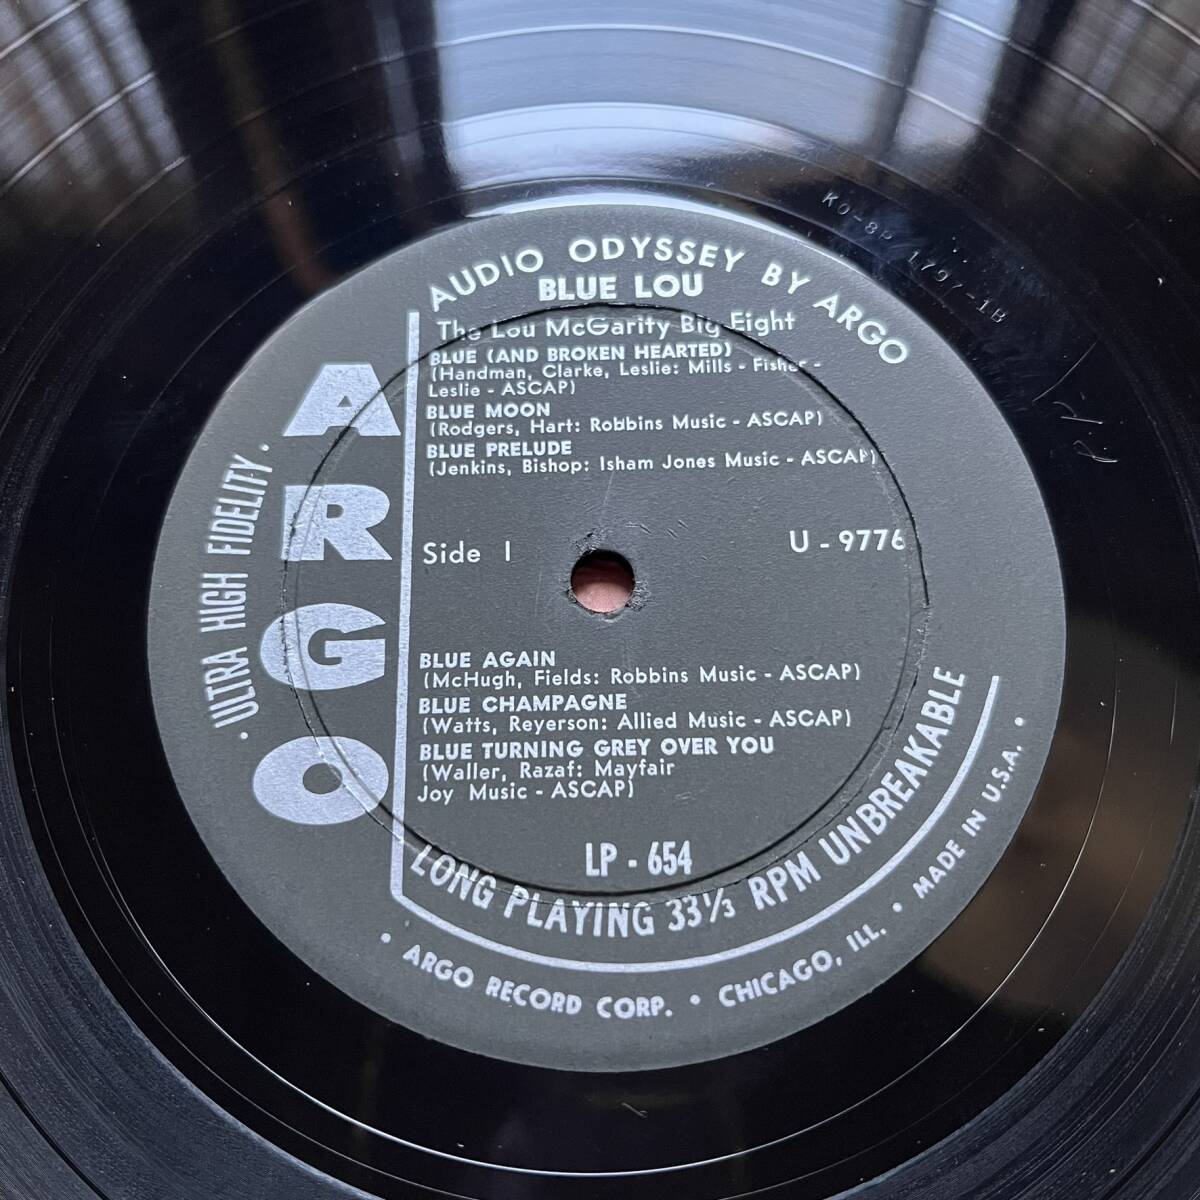 AUDIO ODYSSEY BY ARGO
BLUE LOU
The Lou McGarity Big Eight
BLUE (AND BROKEN HEARTED)
(Handman, Clarke, Leslie: Mills - Fisher -
Leslie - ASCAP)
BLUE MOON
(Rodgers, Hart: Robbins Music - ASCAP)
BLUE PRELUDE
(Jenkins, Bishop: Isham Jones Music - ASCAP)
ARGO
• ULTRA HIGH FIDELITY •
Side 1
U - 9776
BLUE AGAIN
(McHugh, Fields: Robbins Music - ASCAP)
BLUE CHAMPAGNE
(Watts, Reyerson: Allied Music - ASCAP)
BLUE TURNING GREY OVER YOU
(Waller, Razaf: Mayfair
Joy Music - ASCAP)
LP - 654
LONG PLAYING 33⅓ RPM UNBREAKABLE
• ARGO RECORD CORP. • CHICAGO, ILL. • MADE IN U.S.A. •
KO-8P-1797-1B